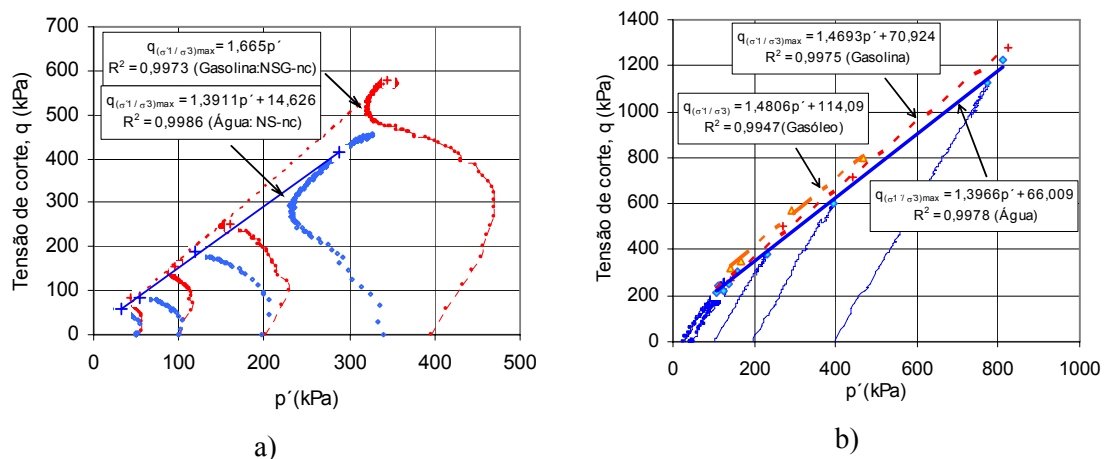 Tensão de corte, q (kPa)
700
600
500
400
300
200
100
0
q(σ'1 / σ'3)max = 1,665p´
R² = 0,9973 (Gasolina:NSG-nc)
q(σ'1 / σ'3)max = 1,3911p´ + 14,626
R² = 0,9986 (Água: NS-nc)
0 100 200 300 400 500
p´(kPa)
a)
Tensão de corte, q (kPa)
1400
1200
1000
800
600
400
200
0
q(σ'1 / σ'3)max = 1,4693p´ + 70,924
R² = 0,9975 (Gasolina)
q(σ'1 / σ'3) = 1,4806p´ + 114,09
R² = 0,9947(Gasóleo)
q(σ'1 / σ'3)max = 1,3966p´ + 66,009
R² = 0,9978 (Água)
0 200 400 600 800 1000
p´(kPa)
b)